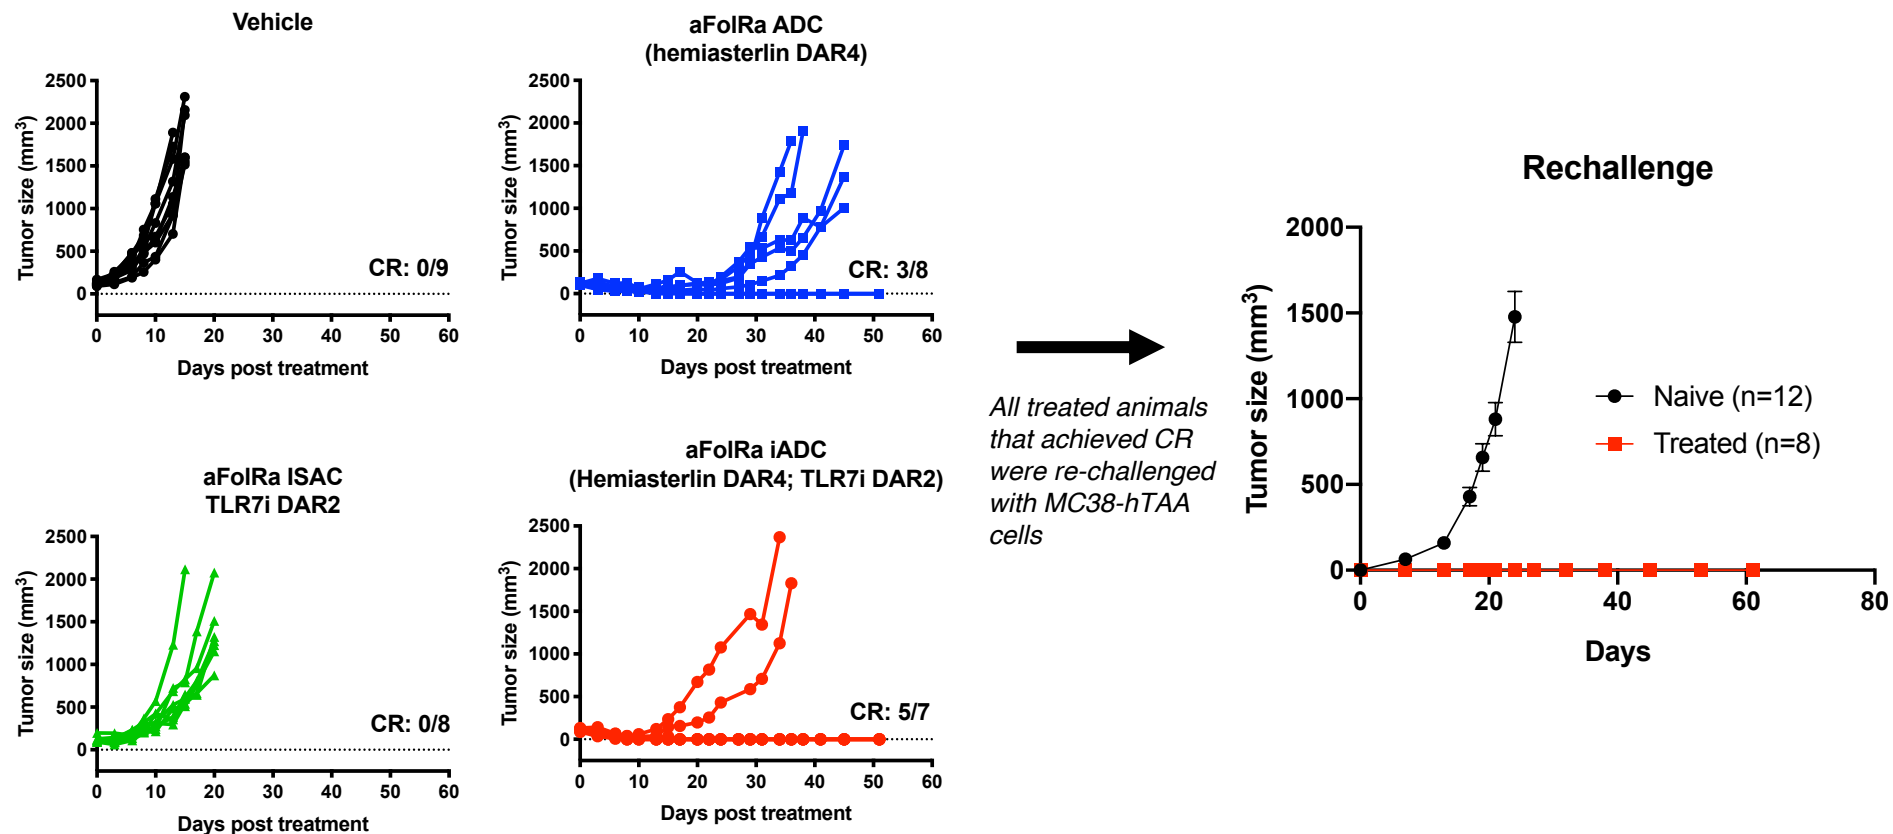 Vehicle
2500
2000
1500
1000
500
0
Tumor size (mm³)
CR: 0/9
0 10 20 30 40 50 60
Days post treatment
aFolRa ADC
(hemiasterlin DAR4)
2500
2000
1500
1000
500
0
Tumor size (mm³)
CR: 3/8
0 10 20 30 40 50 60
Days post treatment
aFolRa ISAC
TLR7i DAR2
2500
2000
1500
1000
500
0
Tumor size (mm³)
CR: 0/8
0 10 20 30 40 50 60
Days post treatment
aFolRa iADC
(Hemiasterlin DAR4; TLR7i DAR2)
2500
2000
1500
1000
500
0
Tumor size (mm³)
CR: 5/7
0 10 20 30 40 50 60
Days post treatment
All treated animals
that achieved CR
were re-challenged
with MC38-hTAA
cells
Rechallenge
2000
1500
1000
500
0
Tumor size (mm³)
Naive (n=12)
Treated (n=8)
0 20 40 60 80
Days